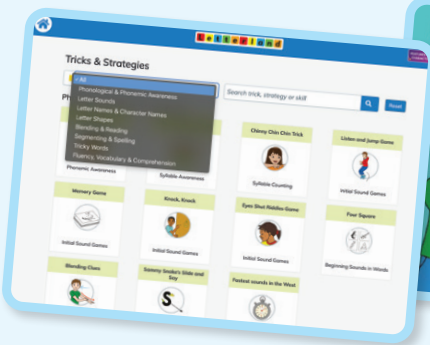 Letterland
Tricks & Strategies
All
Phonological & Phonemic Awareness
Letter Sounds
Letter Names & Character Names
Letter Shapes
Blending & Reading
Segmenting & Spelling
Tricky Words
Fluency, Vocabulary & Comprehension
Search trick, strategy or skill
Reset
Phonemic Awareness
Syllable Awareness
Chinny Chin Chin Trick
Syllable Counting
Listen and Jump Game
Initial Sound Games
Memory Game
Initial Sound Games
Knock, Knock
Initial Sound Games
Eyes Shut Riddles Game
Initial Sound Games
Four Square
Beginning Sounds in Words
Blending Clues
Sammy Snake's Slide and
Say
S
Fastest sounds in the West